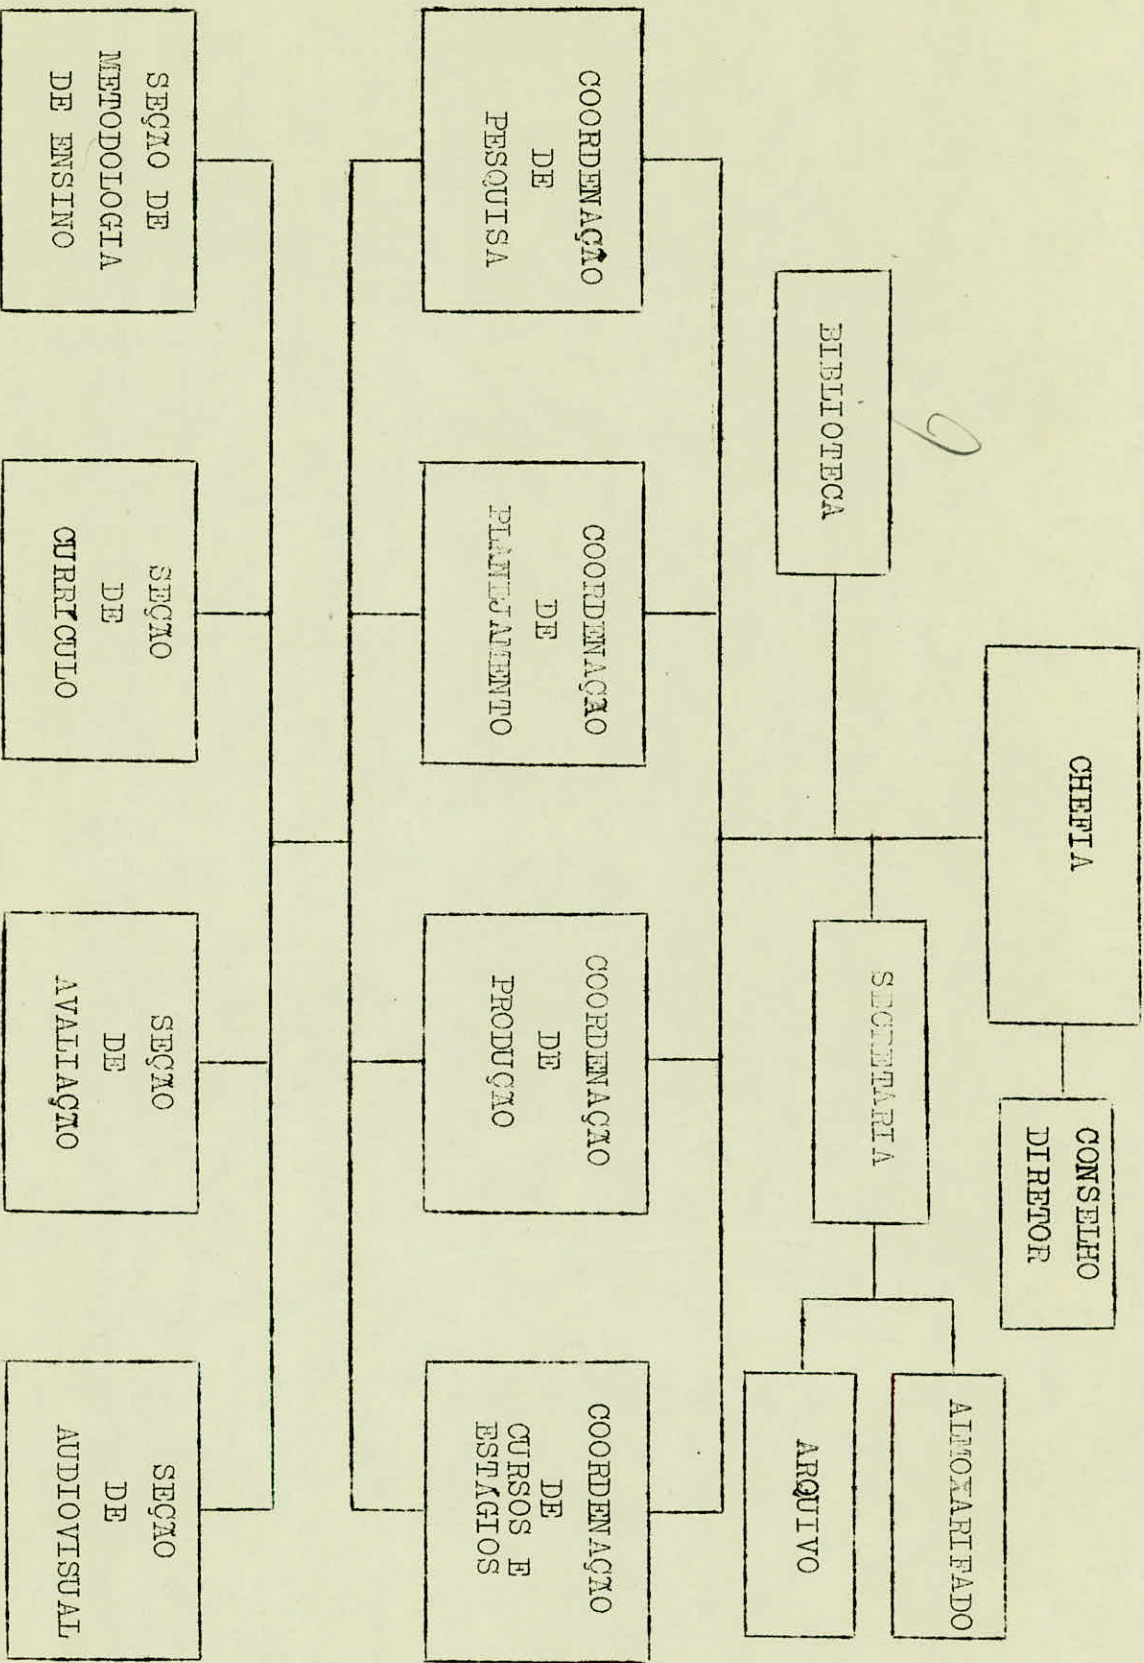 CHEFIA
CONSELHO
DIRETOR
BIBLIOTECA
SECRETARIA
ALMOXARIFADO
ARQUIVO
COORDENAÇÃO
DE
PESQUISA
COORDENAÇÃO
DE
PLANEJAMENTO
COORDENAÇÃO
DE
PRODUÇÃO
COORDENAÇÃO
DE
CURSOS E
ESTÁGIOS
SEÇÃO DE
METODOLOGIA
DE ENSINO
SEÇÃO
DE
CURRÍCULO
SEÇÃO
DE
AVALIAÇÃO
SEÇÃO
DE
AUDIOVISUAL